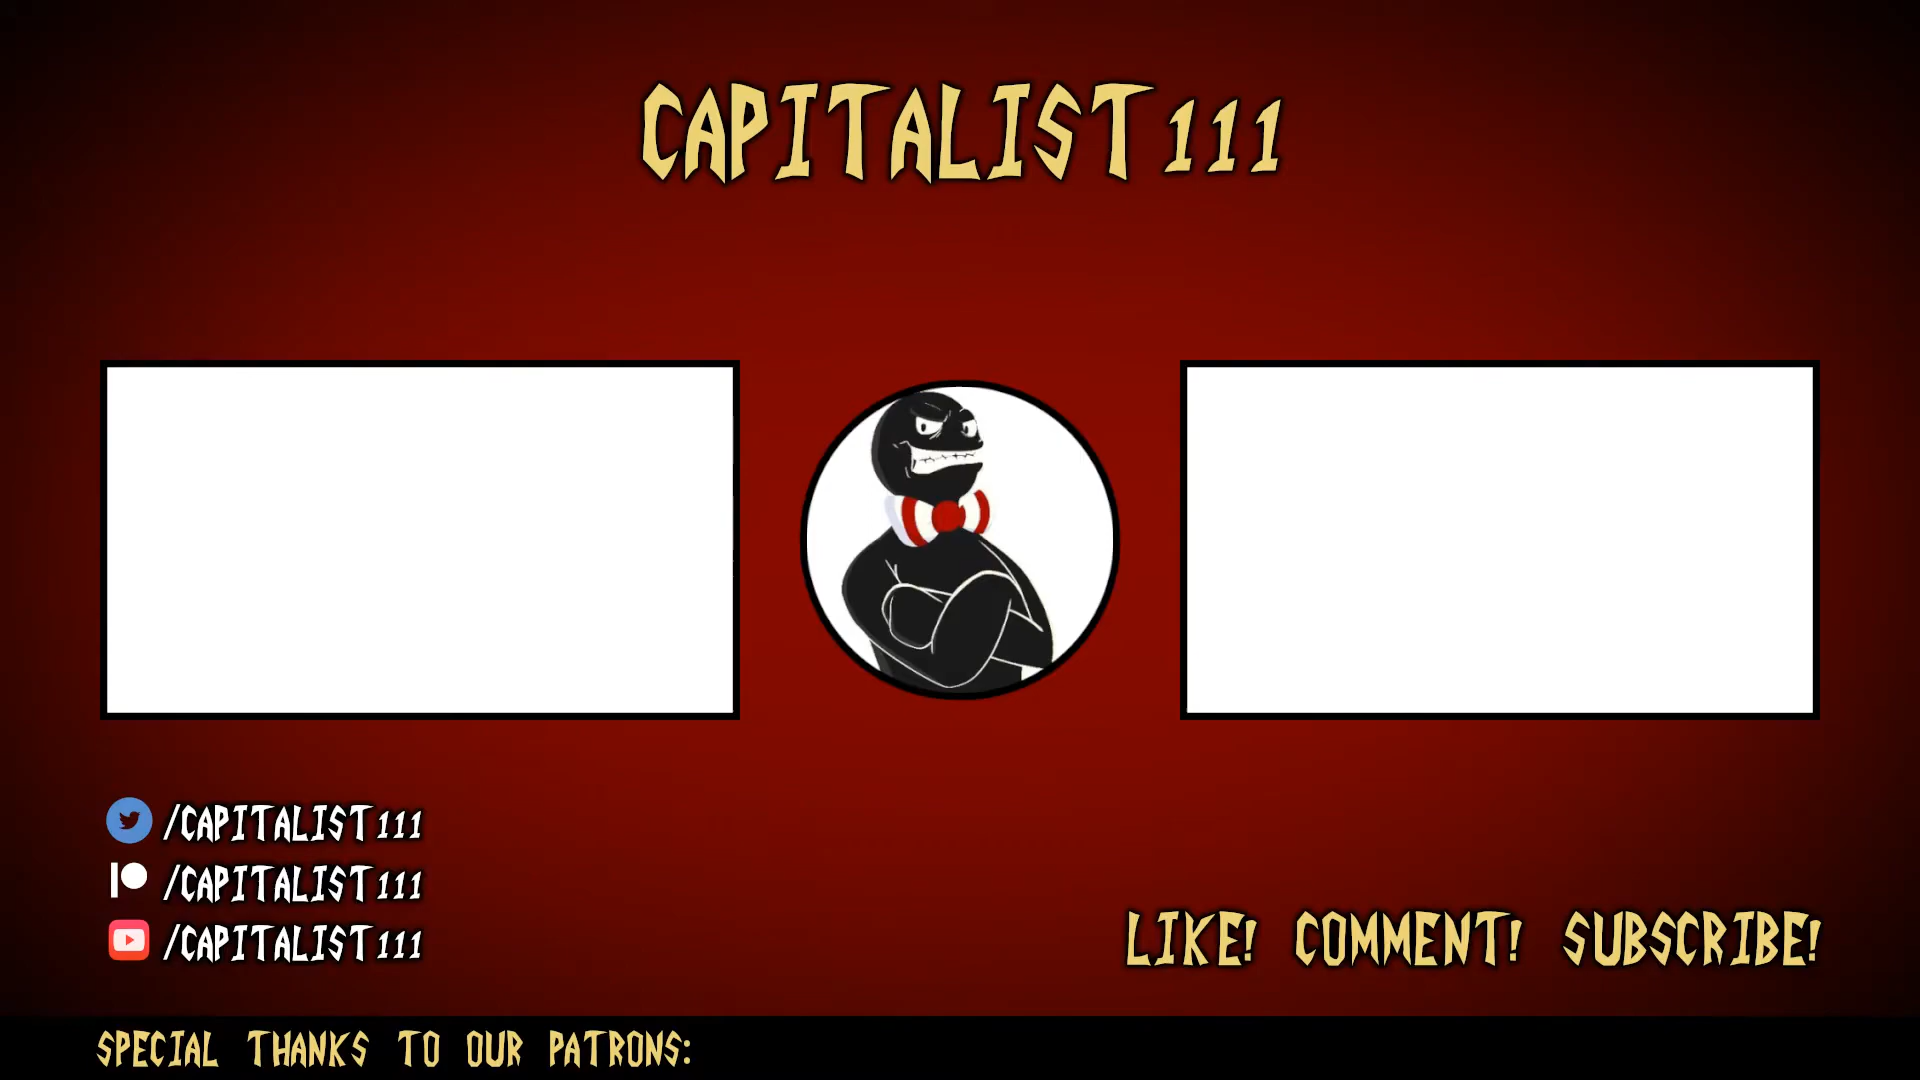 CAPITALIST111
/CAPITALIST111
/CAPITALIST111
/CAPITALIST111
LIKE! COMMENT! SUBSCRIBE!
SPECIAL THANKS TO OUR PATRONS: